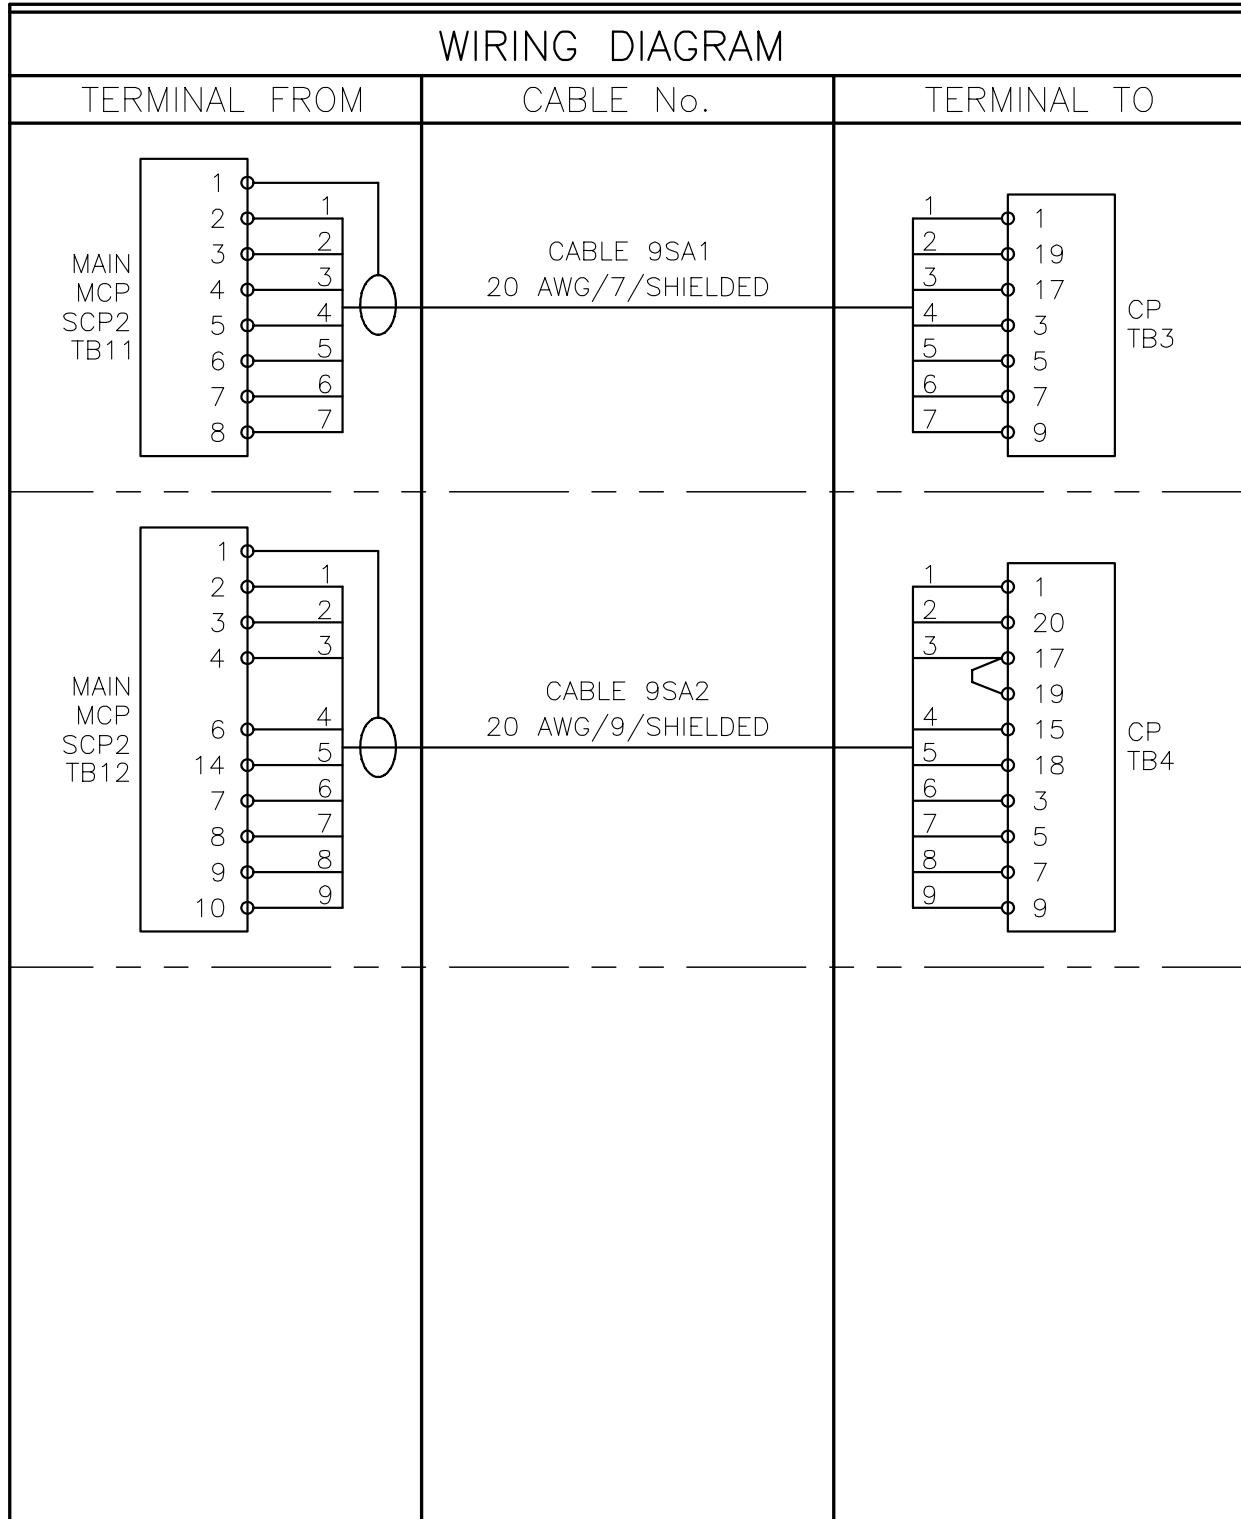 WIRING DIAGRAM
TERMINAL FROM
CABLE No.
TERMINAL TO
MAIN
MCP
SCP2
TB11
1
2 1
3 2
4 3
5 4
6 5
7 6
8 7
CABLE 9SA1
20 AWG/7/SHIELDED
1 1
2 19
3 17
4 3
5 5
6 7
7 9
CP
TB3
MAIN
MCP
SCP2
TB12
1
2 1
3 2
4 3
6 4
14 5
7 6
8 7
9 8
10 9
CABLE 9SA2
20 AWG/9/SHIELDED
1 1
2 20
3 17
19
4 15
5 18
6 3
7 5
8 7
9 9
CP
TB4